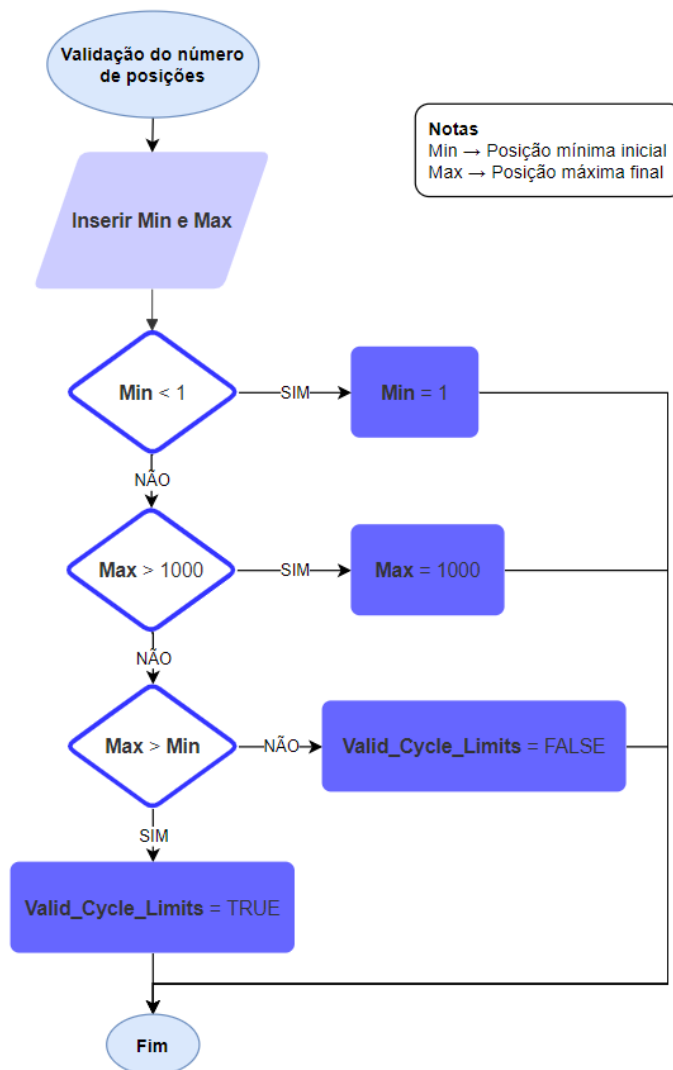 Validação do número
de posições
Notas
Min → Posição mínima inicial
Max → Posição máxima final
Inserir Min e Max
Min < 1
SIM
Min = 1
NÃO
Max > 1000
SIM
Max = 1000
NÃO
Max > Min
NÃO
Valid_Cycle_Limits = FALSE
SIM
Valid_Cycle_Limits = TRUE
Fim